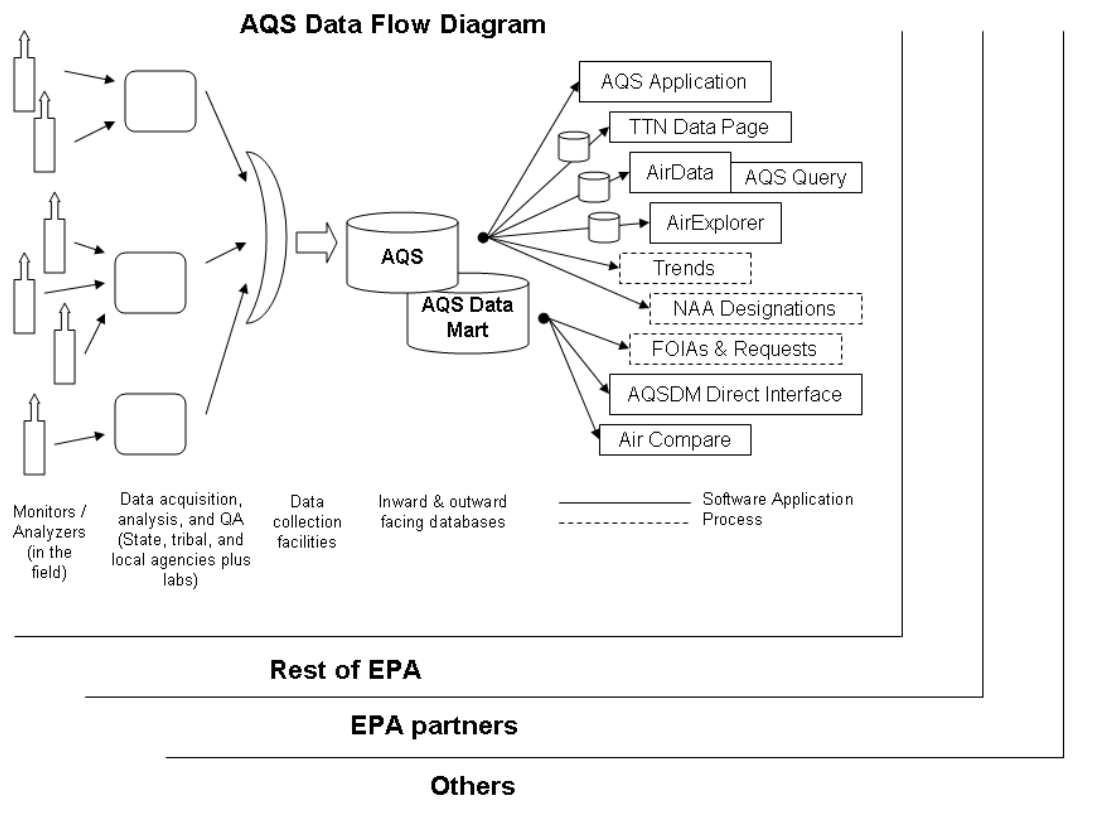 AQS Data Flow Diagram
AQS Application
TTN Data Page
AirData
AQS Query
AirExplorer
AQS
Trends
AQS Data
Mart
NAA Designations
FOIAs & Requests
AQSDM Direct Interface
Air Compare
Monitors /
Analyzers
(in the
field)
Data acquisition,
analysis, and QA
(State, tribal, and
local agencies plus
labs)
Data
collection
facilities
Inward & outward
facing databases
Software Application
Process
Rest of EPA
EPA partners
Others